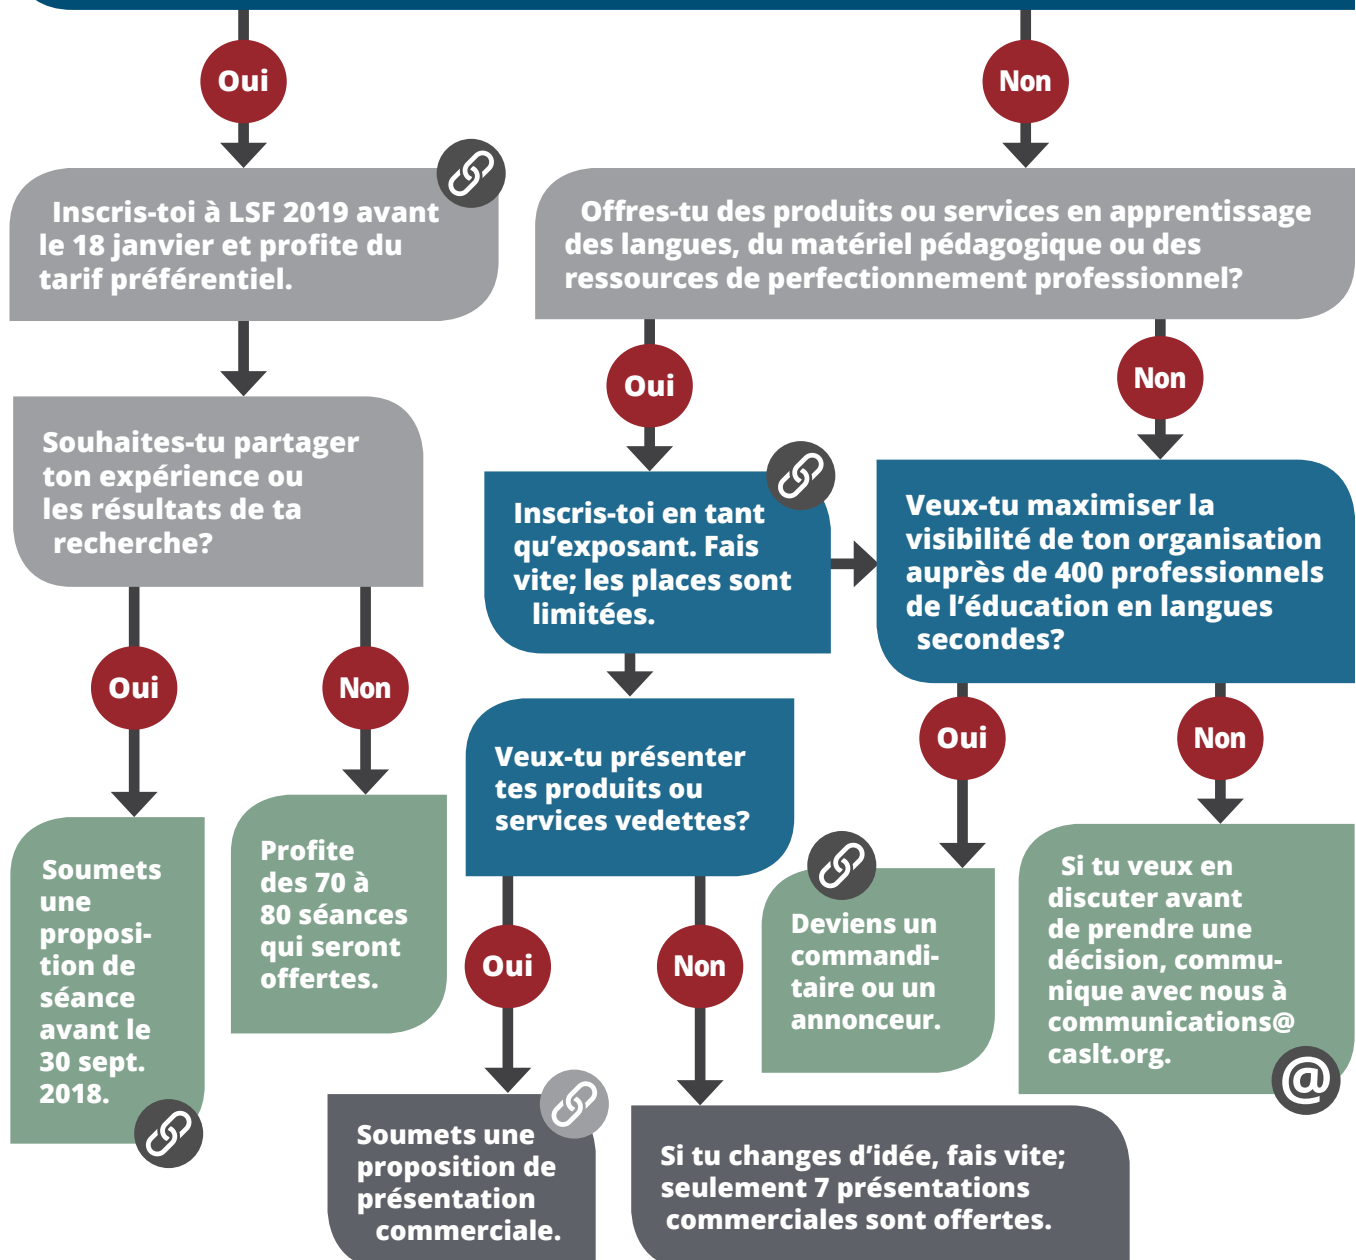 Oui
Non
Inscris-toi à LSF 2019 avant
le 18 janvier et profite du
tarif préférentiel.
Offres-tu des produits ou services en apprentissage
des langues, du matériel pédagogique ou des
ressources de perfectionnement professionnel?
Oui
Non
Souhaites-tu partager
ton expérience ou
les résultats de ta
recherche?
Inscris-toi en tant
qu'exposant. Fais
vite; les places sont
limitées.
Veux-tu maximiser la
visibilité de ton organisation
auprès de 400 professionnels
de l'éducation en langues
secondes?
Oui
Non
Veux-tu présenter
tes produits ou
services vedettes?
Oui
Non
Soumets
une
proposi-
tion de
séance
avant le
30 sept.
2018.
Profite
des 70 à
80 séances
qui seront
offertes.
Oui
Non
Deviens un
commandi-
taire ou un
annonceur.
Si tu veux en
discuter avant
de prendre une
décision, commu-
nique avec nous à
communications@
caslt.org.
@
Soumets une
proposition de
présentation
commerciale.
Si tu changes d'idée, fais vite;
seulement 7 présentations
commerciales sont offertes.